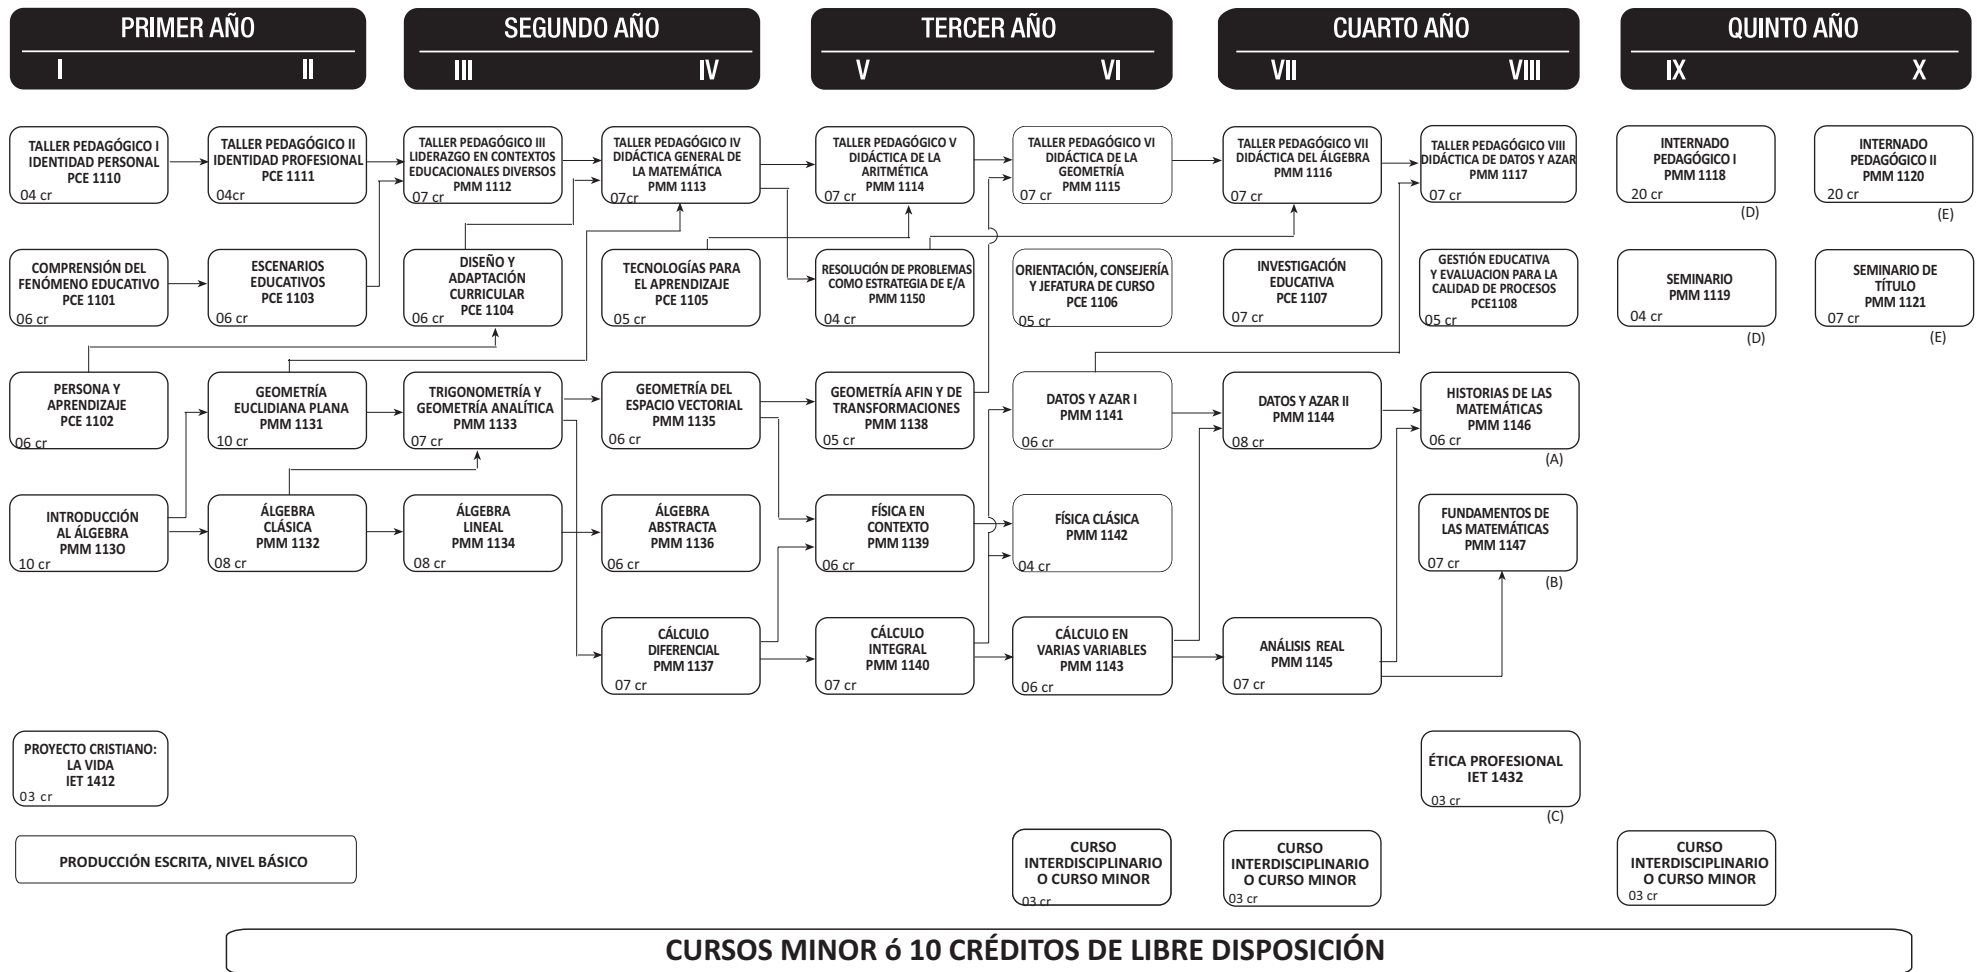 PRIMER AÑO
I II
SEGUNDO AÑO
III IV
TERCER AÑO
V VI
CUARTO AÑO
VII VIII
QUINTO AÑO
IX X
TALLER PEDAGÓGICO I
IDENTIDAD PERSONAL
PCE 1110
04 cr
TALLER PEDAGÓGICO II
IDENTIDAD PROFESIONAL
PCE 1111
04cr
TALLER PEDAGÓGICO III
LIDERAZGO EN CONTEXTOS
EDUCACIONALES DIVERSOS
PMM 1112
07 cr
TALLER PEDAGÓGICO IV
DIDÁCTICA GENERAL DE
LA MATEMÁTICA
PMM 1113
07cr
TALLER PEDAGÓGICO V
DIDÁCTICA DE LA
ARITMÉTICA
PMM 1114
07 cr
TALLER PEDAGÓGICO VI
DIDÁCTICA DE LA
GEOMETRÍA
PMM 1115
07 cr
TALLER PEDAGÓGICO VII
DIDÁCTICA DEL ÁLGEBRA
PMM 1116
07 cr
TALLER PEDAGÓGICO VIII
DIDÁCTICA DE DATOS Y AZAR
PMM 1117
07 cr
INTERNADO
PEDAGÓGICO I
PMM 1118
20 cr
(D)
INTERNADO
PEDAGÓGICO II
PMM 1120
20 cr
(E)
COMPRENSIÓN DEL
FENÓMENO EDUCATIVO
PCE 1101
06 cr
ESCENARIOS
EDUCATIVOS
PCE 1103
06 cr
DISEÑO Y
ADAPTACIÓN
CURRICULAR
PCE 1104
06 cr
TECNOLOGÍAS PARA
EL APRENDIZAJE
PCE 1105
05 cr
RESOLUCIÓN DE PROBLEMAS
COMO ESTRATEGIA DE E/A
PMM 1150
04 cr
ORIENTACIÓN, CONSEJERÍA
Y JEFATURA DE CURSO
PCE 1106
05 cr
INVESTIGACIÓN
EDUCATIVA
PCE 1107
07 cr
GESTIÓN EDUCATIVA
Y EVALUACION PARA LA
CALIDAD DE PROCESOS
PCE1108
05 cr
SEMINARIO
PMM 1119
04 cr
(D)
SEMINARIO DE
TÍTULO
PMM 1121
07 cr
(E)
PERSONA Y
APRENDIZAJE
PCE 1102
06 cr
GEOMETRÍA
EUCLIDIANA PLANA
PMM 1131
10 cr
TRIGONOMETRÍA Y
GEOMETRÍA ANALÍTICA
PMM 1133
07 cr
GEOMETRÍA DEL
ESPACIO VECTORIAL
PMM 1135
06 cr
GEOMETRÍA AFIN Y DE
TRANSFORMACIONES
PMM 1138
05 cr
DATOS Y AZAR I
PMM 1141
06 cr
DATOS Y AZAR II
PMM 1144
08 cr
HISTORIAS DE LAS
MATEMÁTICAS
PMM 1146
06 cr
(A)
INTRODUCCIÓN
AL ÁLGEBRA
PMM 113O
10 cr
ÁLGEBRA
CLÁSICA
PMM 1132
08 cr
ÁLGEBRA
LINEAL
PMM 1134
08 cr
ÁLGEBRA
ABSTRACTA
PMM 1136
06 cr
FÍSICA EN
CONTEXTO
PMM 1139
06 cr
FÍSICA CLÁSICA
PMM 1142
04 cr
FUNDAMENTOS DE
LAS MATEMÁTICAS
PMM 1147
07 cr
(B)
CÁLCULO
DIFERENCIAL
PMM 1137
07 cr
CÁLCULO
INTEGRAL
PMM 1140
07 cr
CÁLCULO EN
VARIAS VARIABLES
PMM 1143
06 cr
ANÁLISIS REAL
PMM 1145
07 cr
PROYECTO CRISTIANO:
LA VIDA
IET 1412
03 cr
ÉTICA PROFESIONAL
IET 1432
03 cr
(C)
PRODUCCIÓN ESCRITA, NIVEL BÁSICO
CURSO
INTERDISCIPLINARIO
O CURSO MINOR
03 cr
CURSO
INTERDISCIPLINARIO
O CURSO MINOR
03 cr
CURSO
INTERDISCIPLINARIO
O CURSO MINOR
03 cr
CURSOS MINOR ó 10 CRÉDITOS DE LIBRE DISPOSICIÓN